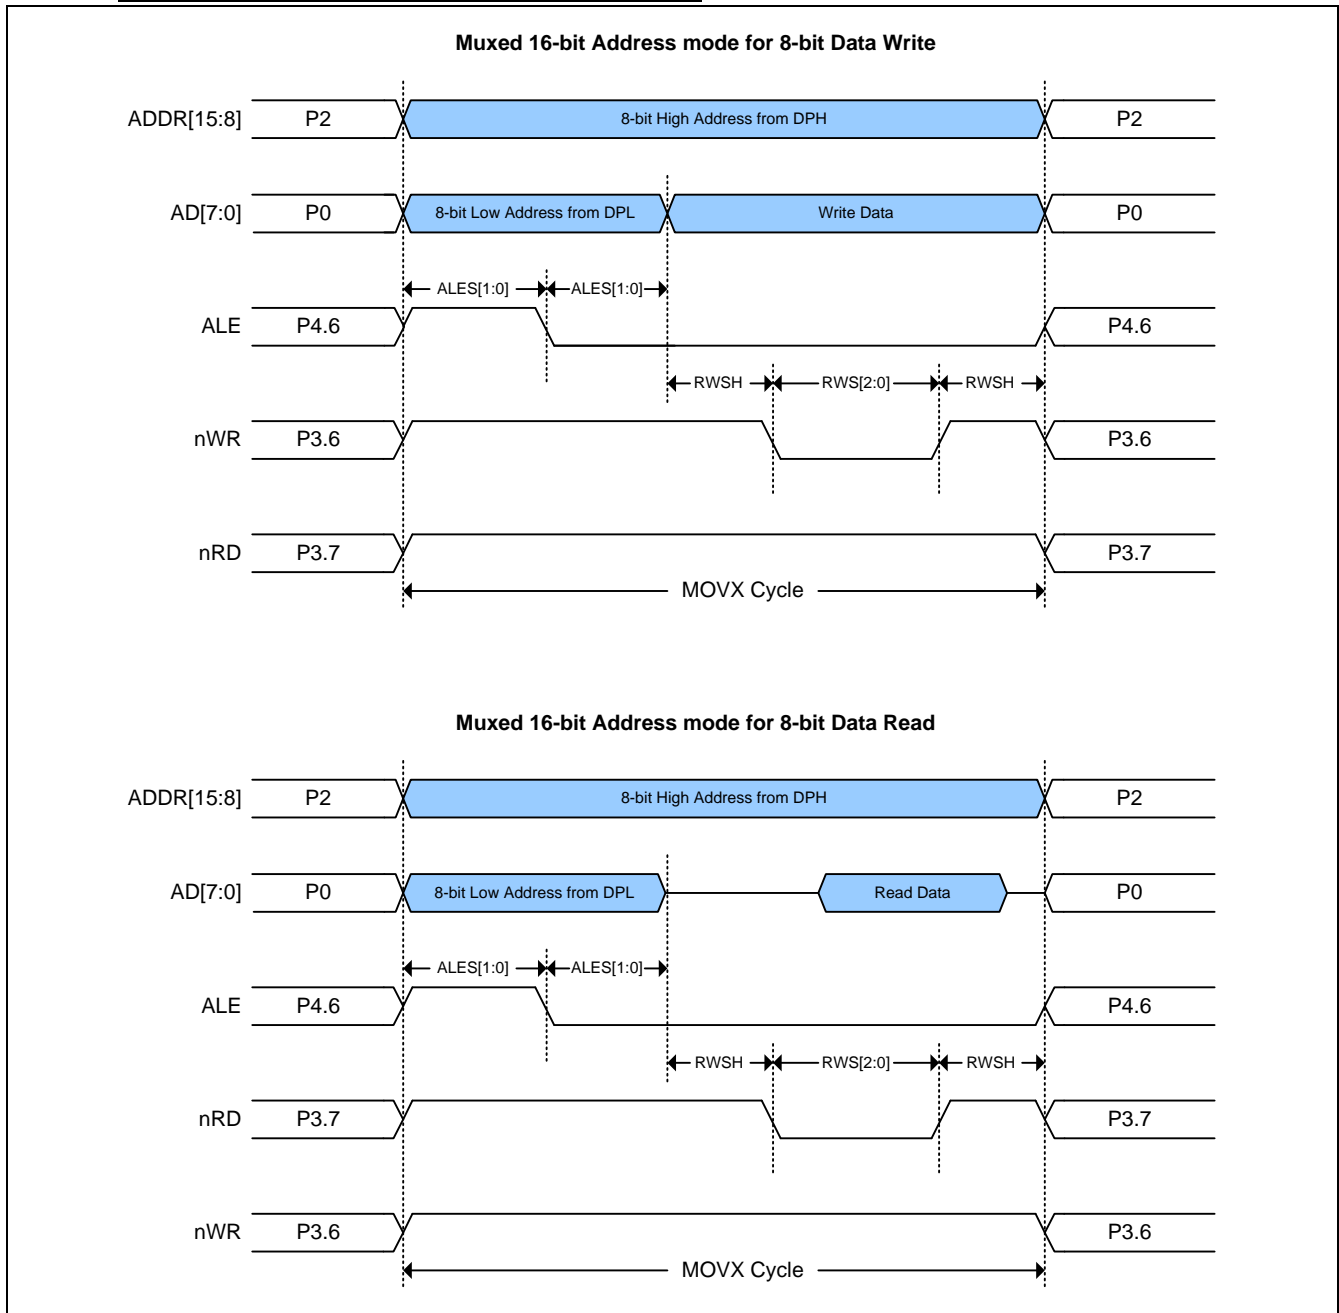 Muxed 16-bit Address mode for 8-bit Data Write
ADDR[15:8] P2 8-bit High Address from DPH P2
AD[7:0] P0 8-bit Low Address from DPL Write Data P0
ALES[1:0] ALES[1:0]
ALE P4.6 P4.6
RWSH RWS[2:0] RWSH
nWR P3.6 P3.6
nRD P3.7 P3.7
MOVX Cycle
Muxed 16-bit Address mode for 8-bit Data Read
ADDR[15:8] P2 8-bit High Address from DPH P2
AD[7:0] P0 8-bit Low Address from DPL Read Data P0
ALES[1:0] ALES[1:0]
ALE P4.6 P4.6
RWSH RWS[2:0] RWSH
nRD P3.7 P3.7
nWR P3.6 P3.6
MOVX Cycle